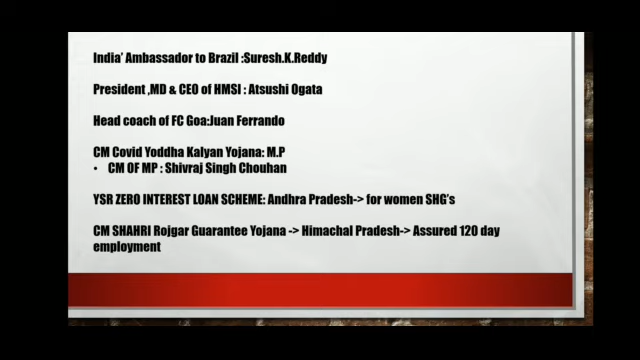 India' Ambassador to Brazil :Suresh.K.Reddy
President ,MD & CEO of HMSI : Atsushi Ogata
Head coach of FC Goa:Juan Ferrando
CM Covid Yoddha Kalyan Yojana: M.P
• CM OF MP : Shivraj Singh Chouhan
YSR ZERO INTEREST LOAN SCHEME: Andhra Pradesh-> for women SHG's
CM SHAHRI Rojgar Guarantee Yojana -> Himachal Pradesh-> Assured 120 day
employment